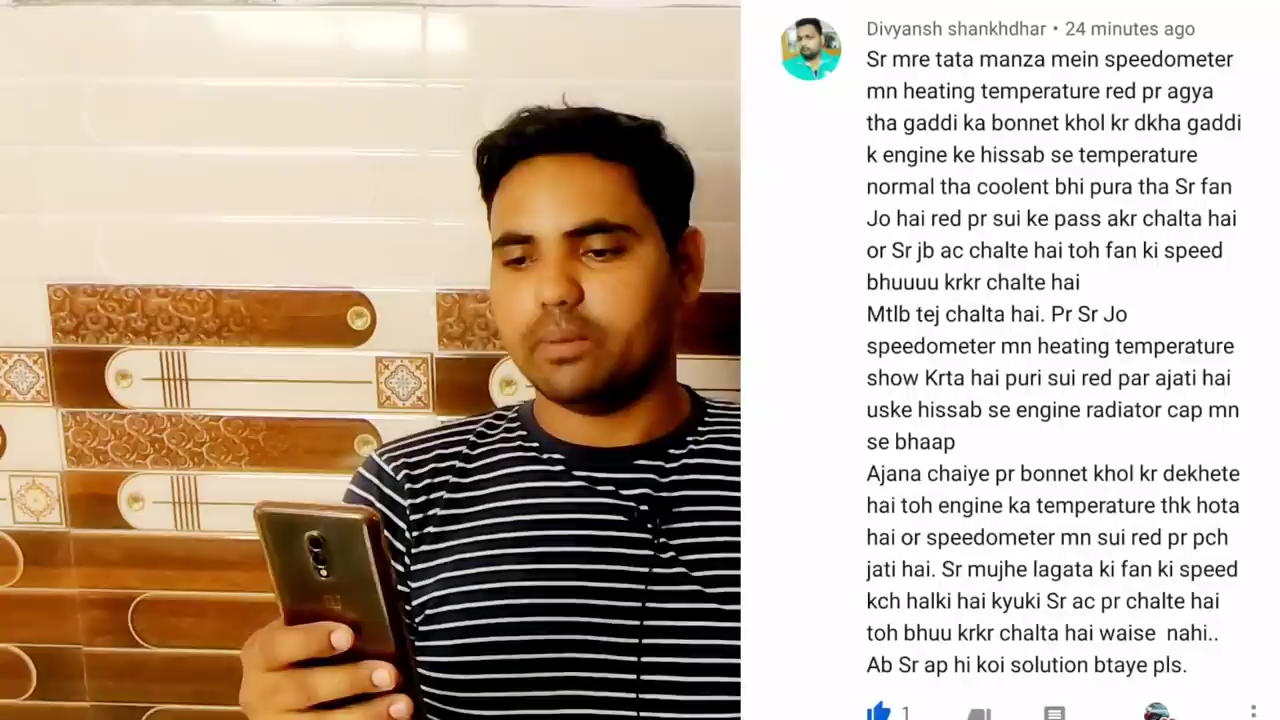 Divyansh shankhdhar • 24 minutes ago
Sr mre tata manza mein speedometer
mn heating temperature red pr agya
tha gaddi ka bonnet khol kr dkha gaddi
k engine ke hissab se temperature
normal tha coolent bhi pura tha Sr fan
Jo hai red pr sui ke pass akr chalta hai
or Sr jb ac chalte hai toh fan ki speed
bhuuuu krkr chalte hai
Mtlb tej chalta hai. Pr Sr Jo
speedometer mn heating temperature
show Krta hai puri sui red par ajati hai
uske hissab se engine radiator cap mn
se bhaap
Ajana chaiye pr bonnet khol kr dekhete
hai toh engine ka temperature thk hota
hai or speedometer mn sui red pr pch
jati hai. Sr mujhe lagata ki fan ki speed
kch halki hai kyuki Sr ac pr chalte hai
toh bhuu krkr chalta hai waise  nahi..
Ab Sr ap hi koi solution btaye pls.
1